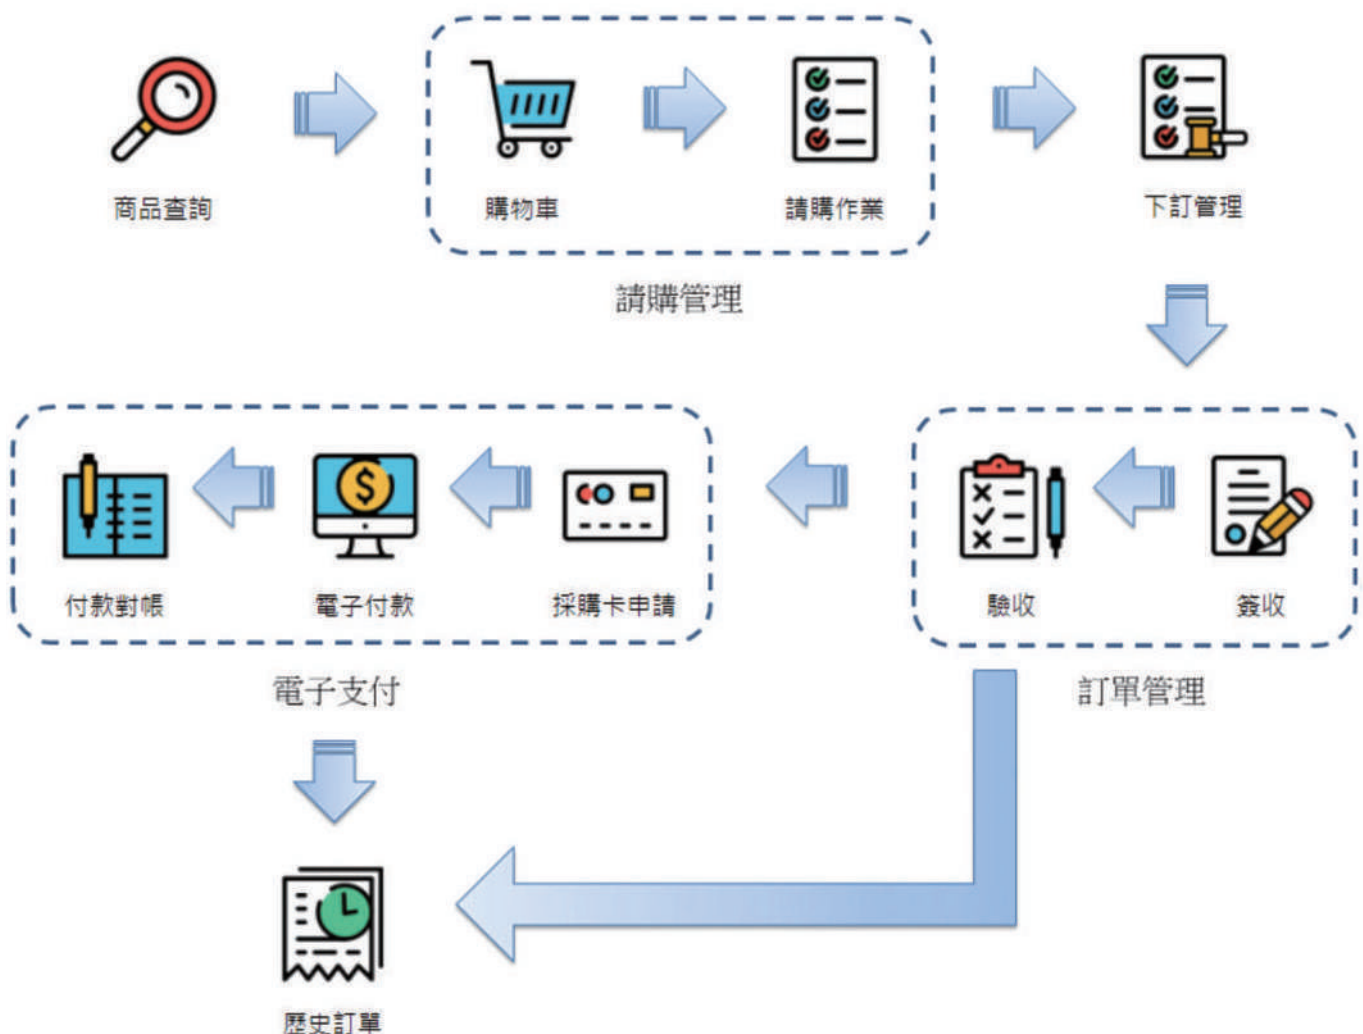 商品查詢
購物車
請購作業
下訂管理
請購管理
付款對帳
電子付款
採購卡申請
驗收
簽收
電子支付
訂單管理
歷史訂單